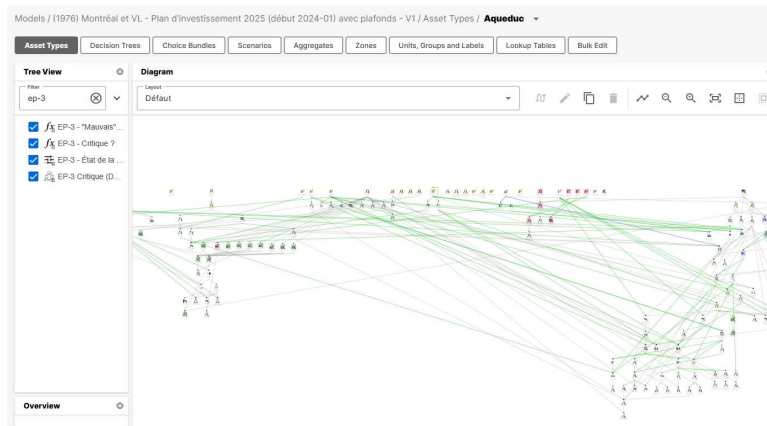 Models / (1976) Montréal et VL - Plan d'investissement 2025 (début 2024-01) avec plafonds - V1 / Asset Types / Aqueduc
Asset Types Decision Trees Choice Bundles Scenarios Aggregates Zones Units, Groups and Labels Lookup Tables Bulk Edit
Tree View
Diagram
Filter
ep-3
Layout
Défaut
EP-3 - "Mauvais"...
EP-3 - Critique ?
EP-3 - État de la ...
EP-3 Critique (D...
Overview